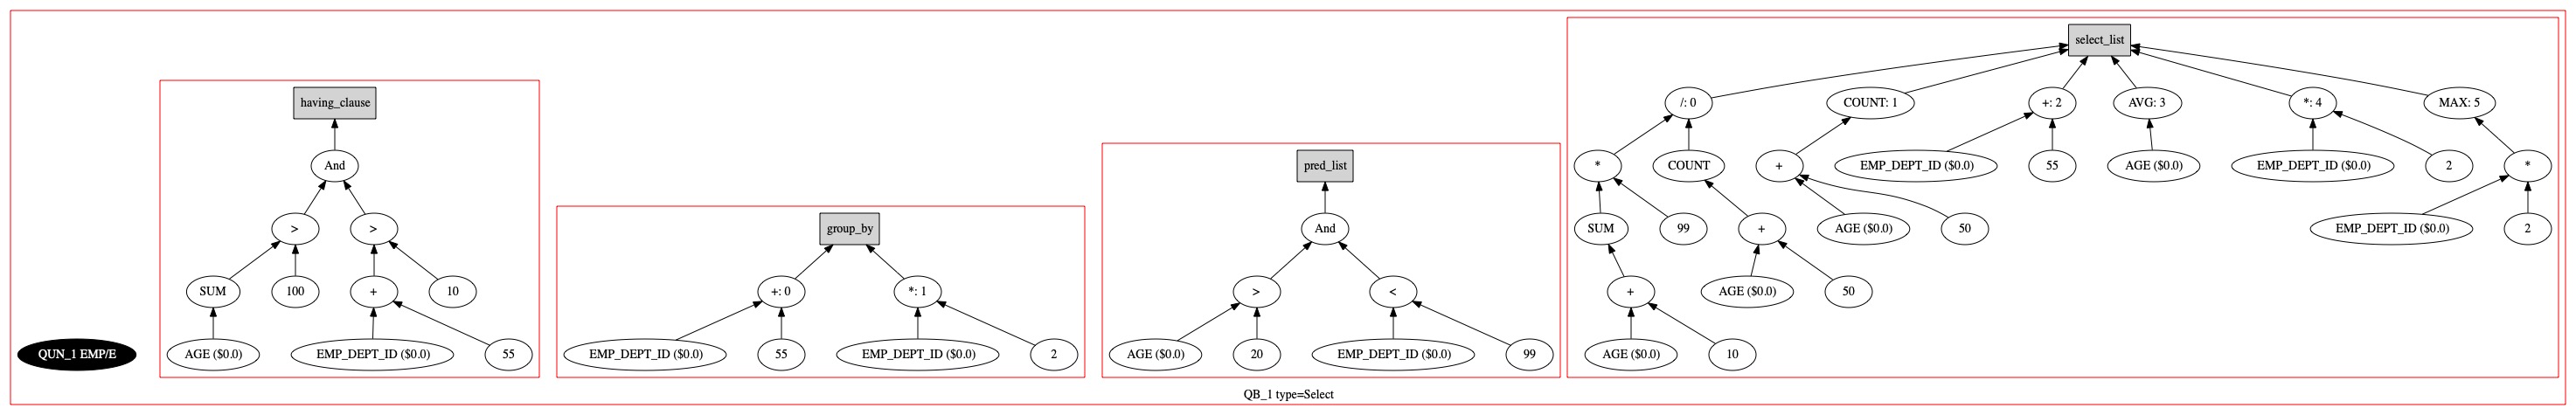 select_list
having_clause
/: 0
COUNT: 1
+: 2
AVG: 3
*: 4
MAX: 5
And
pred_list
*
COUNT
+
EMP_DEPT_ID ($0.0)
55
AGE ($0.0)
EMP_DEPT_ID ($0.0)
2
*
>
>
group_by
And
SUM
99
+
AGE ($0.0)
50
EMP_DEPT_ID ($0.0)
2
SUM
100
+
10
+: 0
*: 1
>
<
+
AGE ($0.0)
50
QUN_1 EMP/E
AGE ($0.0)
EMP_DEPT_ID ($0.0)
55
EMP_DEPT_ID ($0.0)
55
EMP_DEPT_ID ($0.0)
2
AGE ($0.0)
20
EMP_DEPT_ID ($0.0)
99
AGE ($0.0)
10
QB_1 type=Select